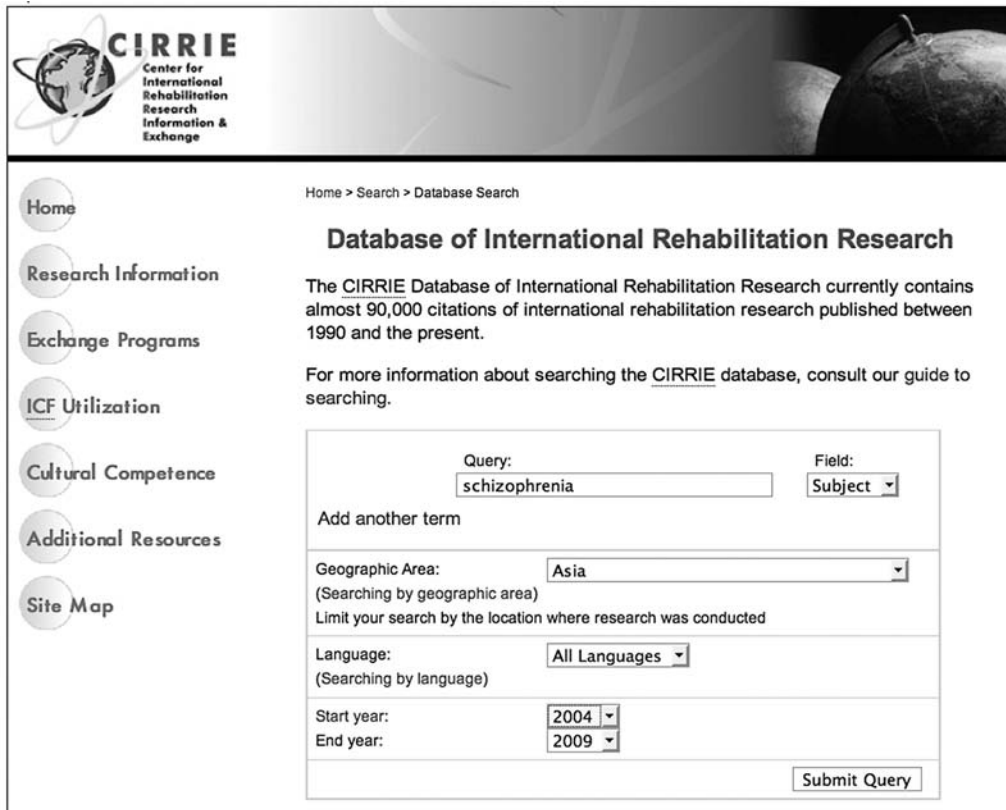 CIRRIE
Center for
International
Rehabilitation
Research
Information &
Exchange
Home
Research Information
Exchange Programs
ICF Utilization
Cultural Competence
Additional Resources
Site Map
Home > Search > Database Search
Database of International Rehabilitation Research
The CIRRIE Database of International Rehabilitation Research currently contains
almost 90,000 citations of international rehabilitation research published between
1990 and the present.
For more information about searching the CIRRIE database, consult our guide to
searching.
Query: Field:
schizophrenia Subject
Add another term
Geographic Area: Asia
(Searching by geographic area)
Limit your search by the location where research was conducted
Language: All Languages
(Searching by language)
Start year: 2004
End year: 2009
Submit Query